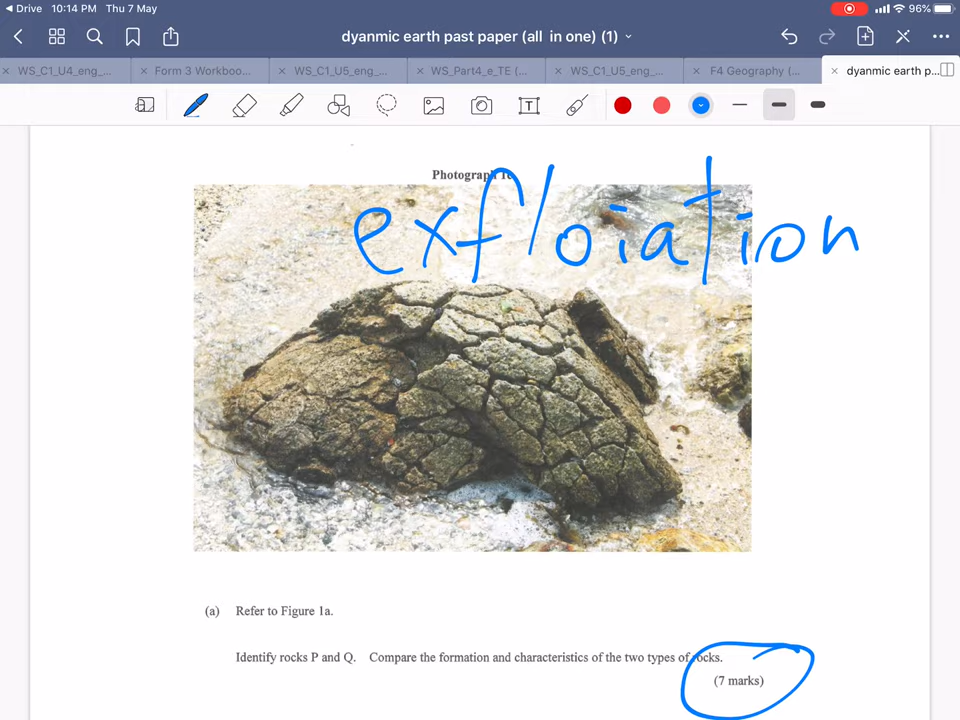 Drive 10:14 PM Thu 7 May 96%
dyanmic earth past paper (all in one) (1)
WS_C1_U4_eng_... Form 3 Workboo... WS_C1_U5_eng_... WS_Part4_e_TE (... WS_C1_U5_eng_... F4 Geography (... dyanmic earth p...
T
exfloiation
(a) Refer to Figure 1a.
Identify rocks P and Q. Compare the formation and characteristics of the two types of rocks.
(7 marks)